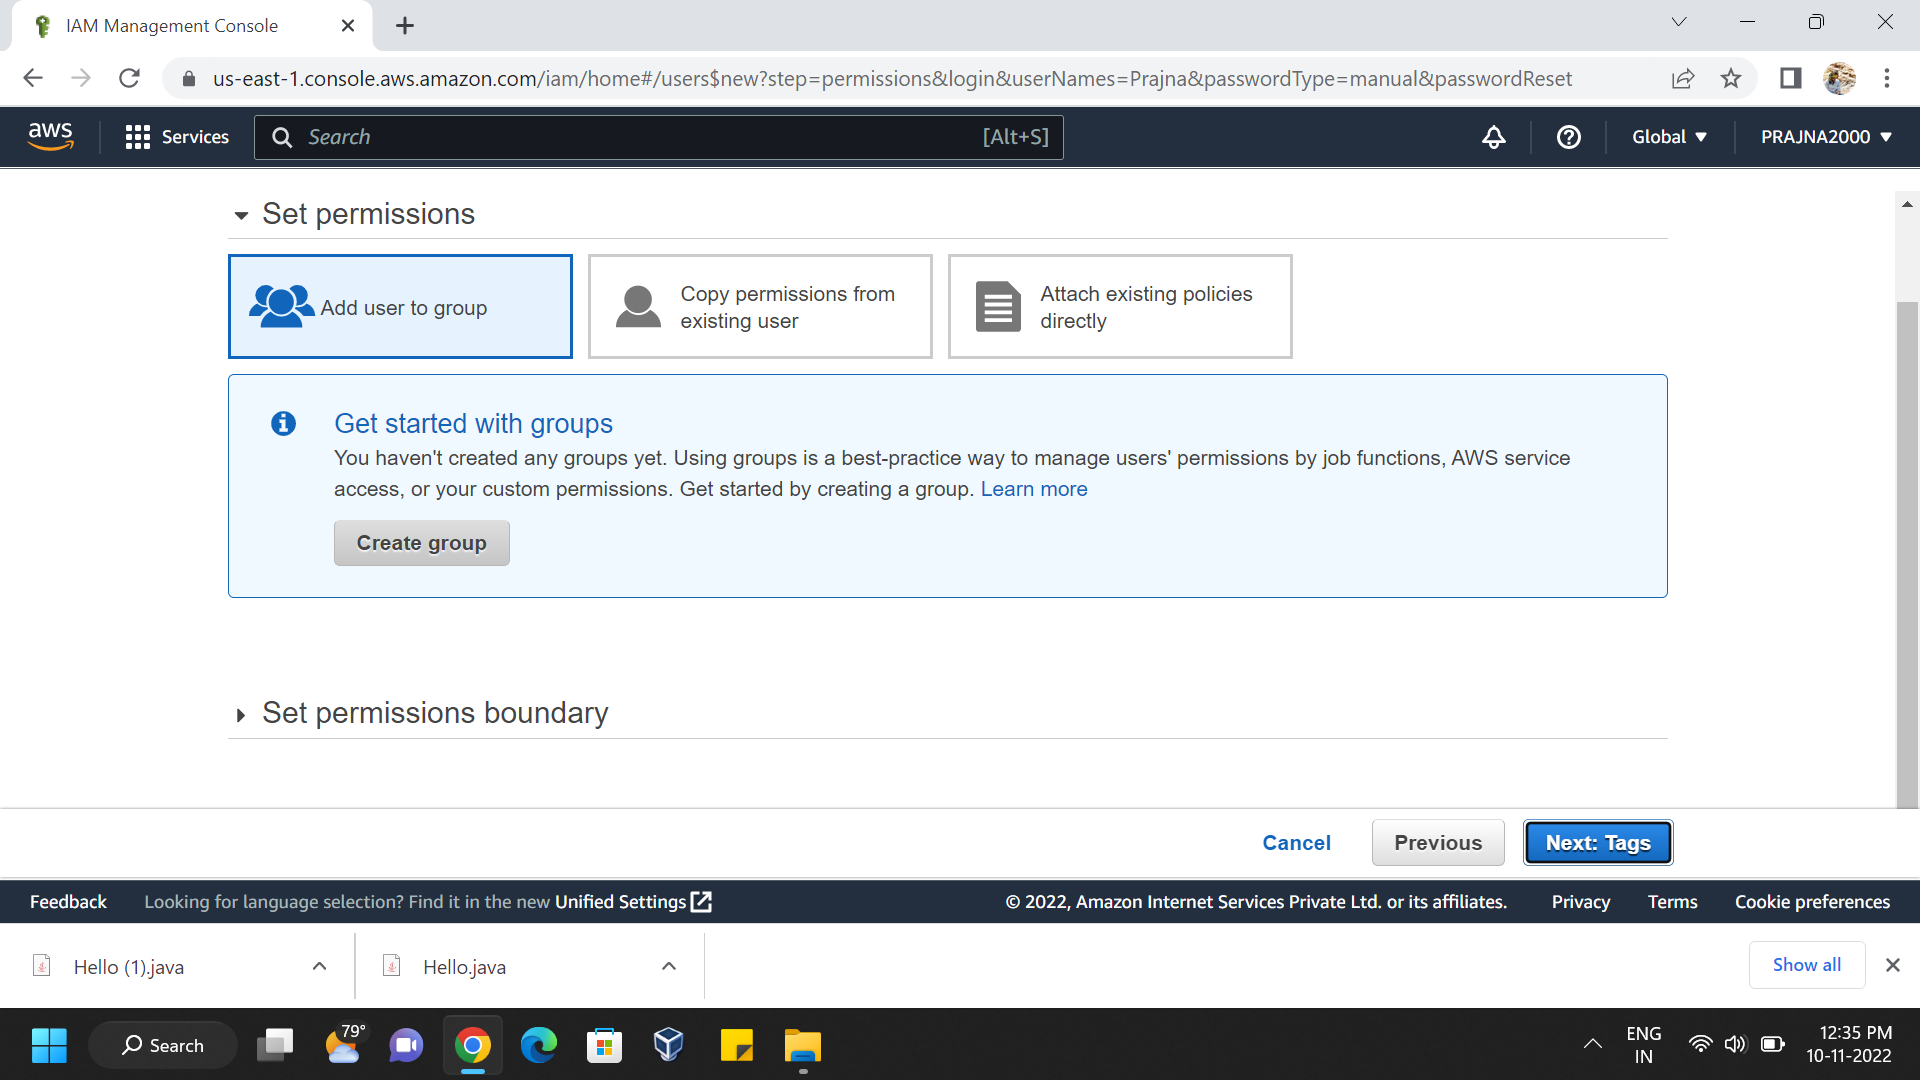 IAM Management Console
us-east-1.console.aws.amazon.com/iam/home#/users$new?step=permissions&login&userNames=Prajna&passwordType=manual&passwordReset
aws
Services
Search
[Alt+S]
Global
PRAJNA2000
Set permissions
Add user to group
Copy permissions from
existing user
Attach existing policies
directly
Get started with groups
You haven't created any groups yet. Using groups is a best-practice way to manage users' permissions by job functions, AWS service
access, or your custom permissions. Get started by creating a group. Learn more
Create group
Set permissions boundary
Cancel
Previous
Next: Tags
Feedback
Looking for language selection? Find it in the new Unified Settings
© 2022, Amazon Internet Services Private Ltd. or its affiliates.
Privacy
Terms
Cookie preferences
Hello (1).java
Hello.java
Show all
Search
79°
ENG
IN
12:35 PM
10-11-2022